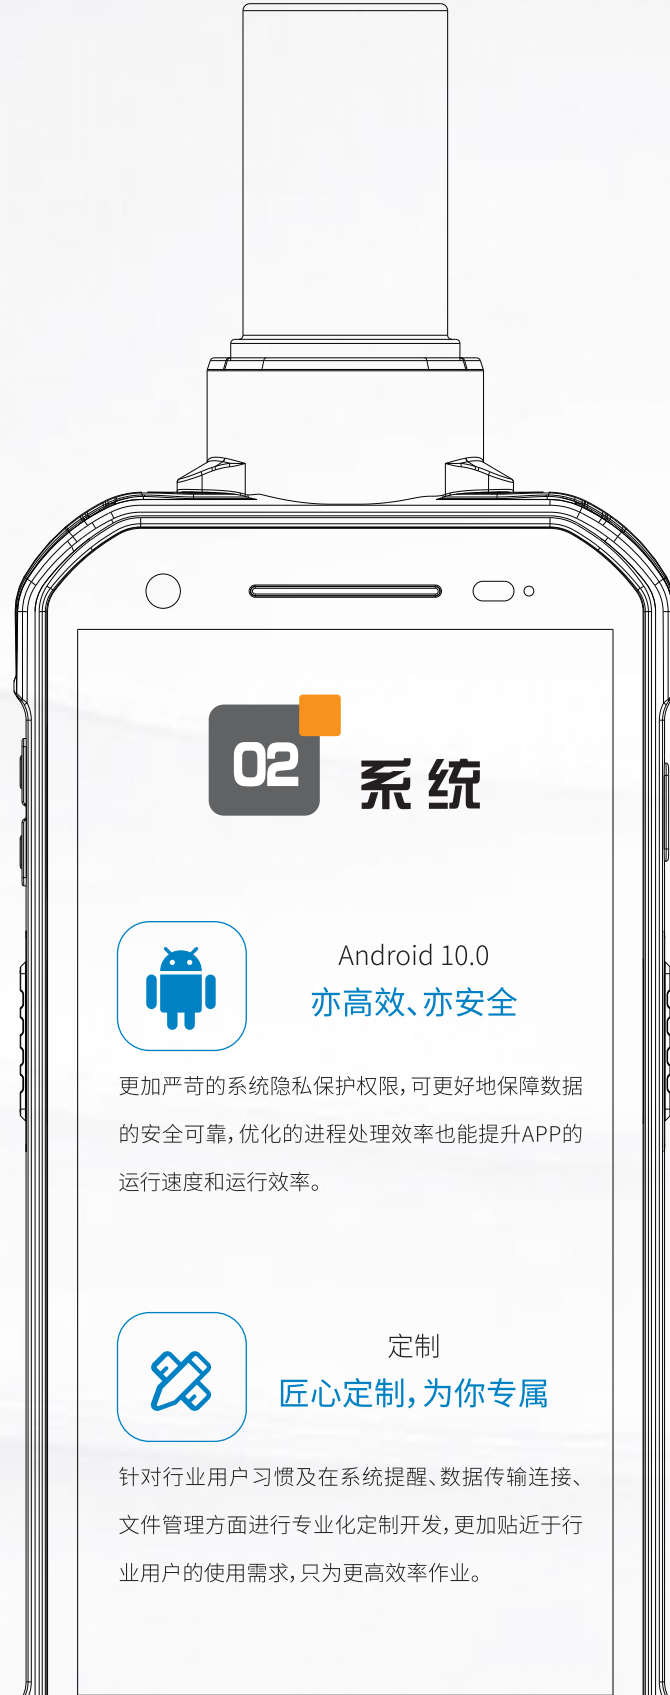 02
系统
Android 10.0
亦高效、亦安全
更加严苛的系统隐私保护权限，可更好地保障数据
的安全可靠，优化的进程处理效率也能提升APP的
运行速度和运行效率。
定制
匠心定制，为你专属
针对行业用户习惯及在系统提醒、数据传输连接、
文件管理方面进行专业化定制开发，更加贴近于行
业用户的使用需求，只为更高效率作业。